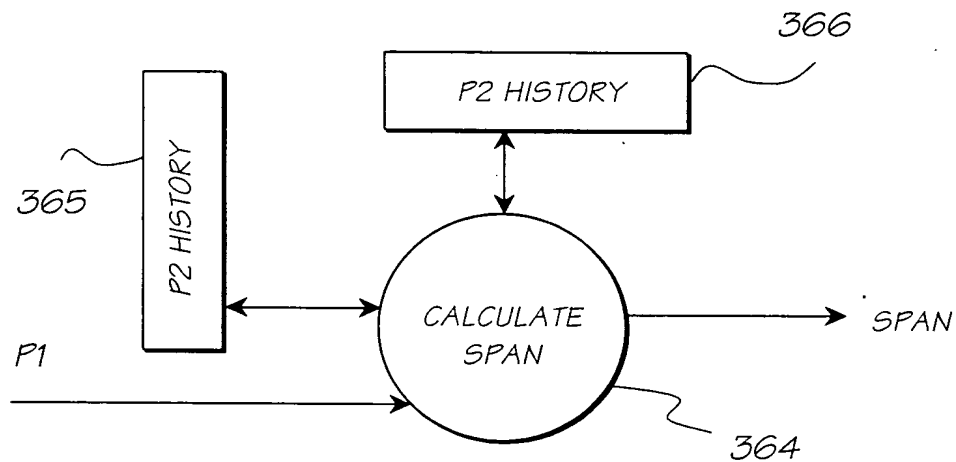 366
P2 HISTORY
365
P2 HISTORY
CALCULATE
SPAN
SPAN
P1
364